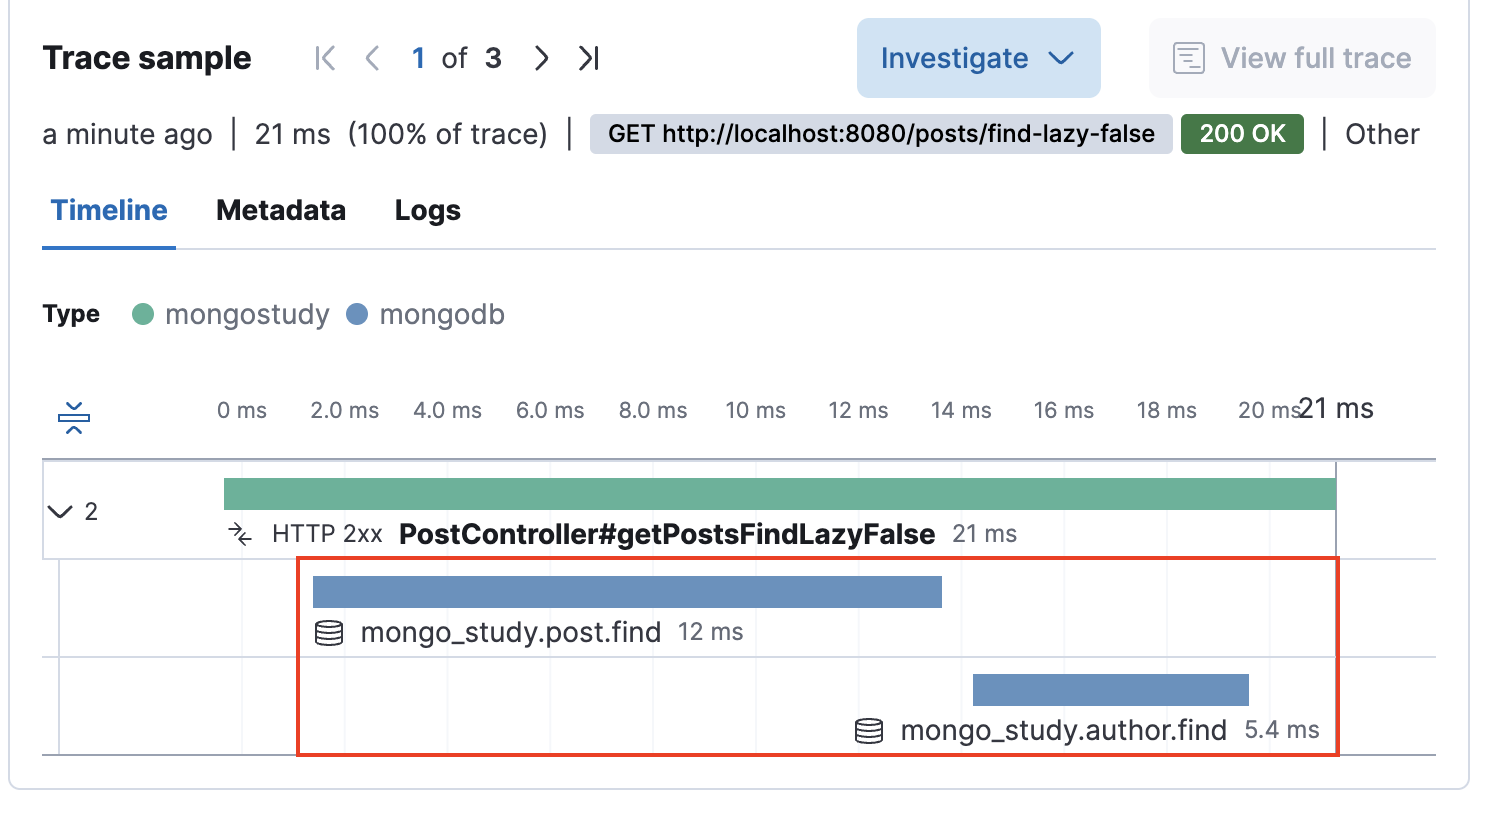 Trace sample 1 of 3 Investigate View full trace
a minute ago | 21 ms (100% of trace) | GET http://localhost:8080/posts/find-lazy-false 200 OK | Other
Timeline Metadata Logs
Type mongostudy mongodb
0 ms 2.0 ms 4.0 ms 6.0 ms 8.0 ms 10 ms 12 ms 14 ms 16 ms 18 ms 20 ms 21 ms
2
HTTP 2xx PostController#getPostsFindLazyFalse 21 ms
mongo_study.post.find 12 ms
mongo_study.author.find 5.4 ms